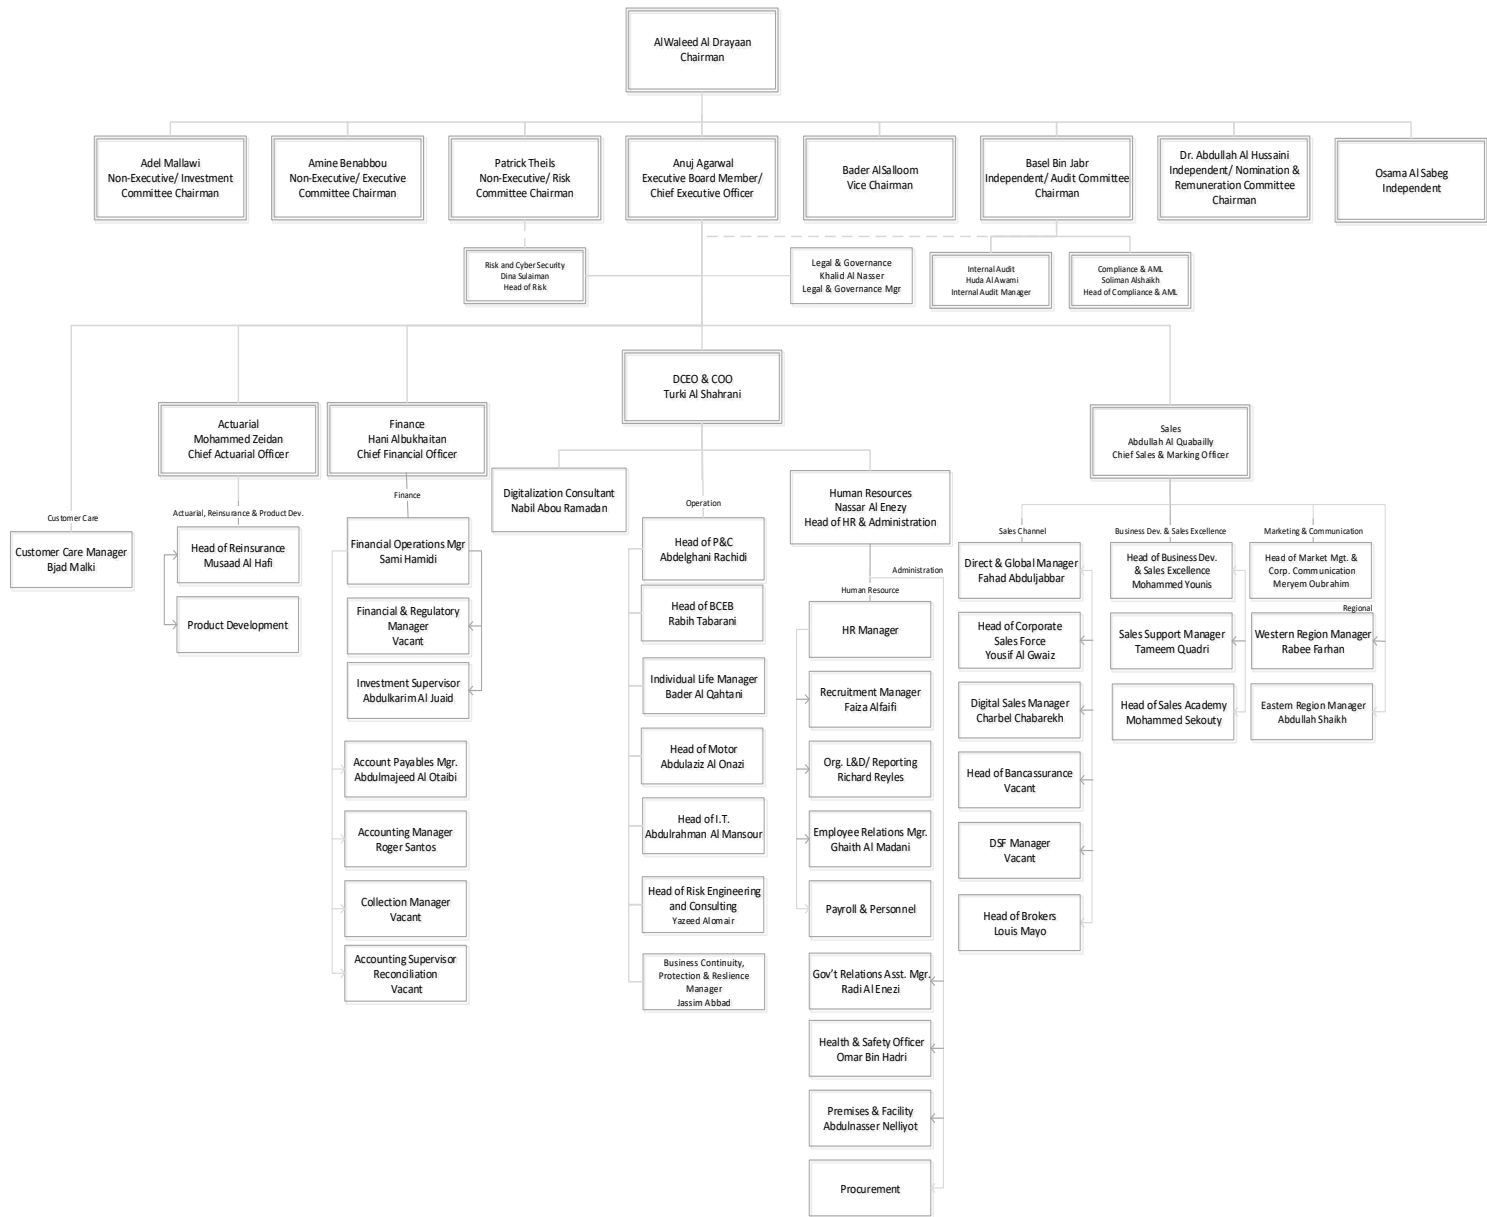 AlWaleed Al Drayaan
Chairman
Adel Mallawi
Non-Executive/ Investment
Committee Chairman
Amine Benabbou
Non-Executive/ Executive
Committee Chairman
Patrick Theils
Non-Executive/ Risk
Committee Chairman
Anuj Agarwal
Executive Board Member/
Chief Executive Officer
Bader AlSalloom
Vice Chairman
Basel Bin Jabr
Independent/ Audit Committee
Chairman
Dr. Abdullah Al Hussaini
Independent/ Nomination &
Remuneration Committee
Chairman
Osama Al Sabeg
Independent
Risk and Cyber Security
Dina Sulaiman
Head of Risk
Legal & Governance
Khalid Al Nasser
Legal & Governance Mgr
Internal Audit
Huda Al Awami
Internal Audit Manager
Compliance & AML
Soliman Alshaikh
Head of Compliance & AML
DCEO & COO
Turki Al Shahrani
Actuarial
Mohammed Zeidan
Chief Actuarial Officer
Finance
Hani Albukhaitan
Chief Financial Officer
Sales
Abdullah Al Quabailly
Chief Sales & Marking Officer
Customer Care
Customer Care Manager
Bjad Malki
Actuarial, Reinsurance & Product Dev.
Head of Reinsurance
Musaad Al Hafi
Product Development
Finance
Financial Operations Mgr
Sami Hamidi
Financial & Regulatory
Manager
Vacant
Investment Supervisor
Abdulkarim Al Juaid
Account Payables Mgr.
Abdulmajeed Al Otaibi
Accounting Manager
Roger Santos
Collection Manager
Vacant
Accounting Supervisor
Reconciliation
Vacant
Digitalization Consultant
Nabil Abou Ramadan
Operation
Head of P&C
Abdelghani Rachidi
Head of BCEB
Rabih Tabarani
Individual Life Manager
Bader Al Qahtani
Head of Motor
Abdulaziz Al Onazi
Head of I.T.
Abdulrahman Al Mansour
Head of Risk Engineering
and Consulting
Yazeed Alomair
Business Continuity,
Protection & Reslience
Manager
Jassim Abbad
Human Resources
Nassar Al Enezy
Head of HR & Administration
Administration
Human Resource
HR Manager
Recruitment Manager
Faiza Alfaifi
Org. L&D/ Reporting
Richard Reyles
Employee Relations Mgr.
Ghaith Al Madani
Payroll & Personnel
Gov't Relations Asst. Mgr.
Radi Al Enezi
Health & Safety Officer
Omar Bin Hadri
Premises & Facility
Abdulnasser Nelliyot
Procurement
Sales Channel
Direct & Global Manager
Fahad Abduljabbar
Head of Corporate
Sales Force
Yousif Al Gwaiz
Digital Sales Manager
Charbel Chabarekh
Head of Bancassurance
Vacant
DSF Manager
Vacant
Head of Brokers
Louis Mayo
Business Dev. & Sales Excellence
Head of Business Dev.
& Sales Excellence
Mohammed Younis
Sales Support Manager
Tameem Quadri
Head of Sales Academy
Mohammed Sekouty
Marketing & Communication
Head of Market Mgt. &
Corp. Communication
Meryem Oubrahim
Regional
Western Region Manager
Rabee Farhan
Eastern Region Manager
Abdullah Shaikh